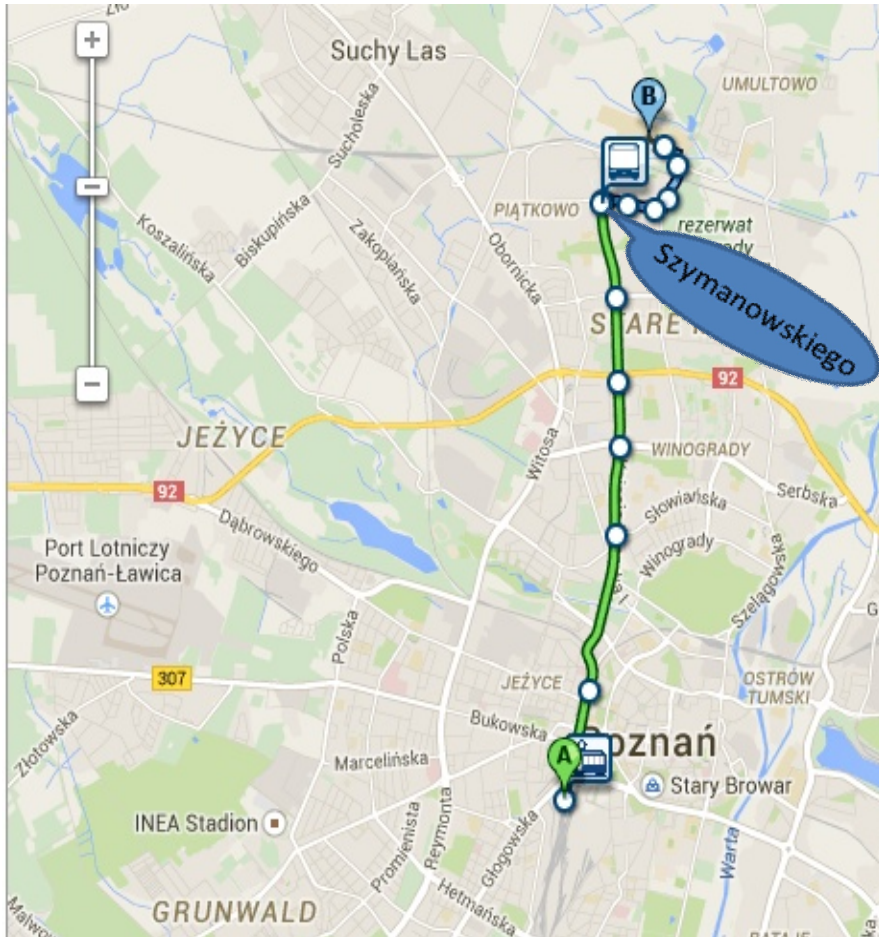 Suchy Las
B
UMULTOWO
Sucholeska
PIĄTKOWO
rezerwat
Koszalińska
Biskupińska
Zakopiańska
Obornicka
Szymanowskiego
STARE
92
JEŻYCE
Witosa
WINOGRADY
92
Serbska
Słowiańska
Dąbrowskiego
Winogrady
Port Lotniczy
Poznań-Ławica
Szelągowska
Polska
307
JEŻYCE
OSTRÓW
TUMSKI
Bukowska
Złotowska
Poznań
Marcelińska
A
Stary Browar
INEA Stadion
Promienista
Reymonta
Głogowska
Warta
Hetmańska
GRUNWALD